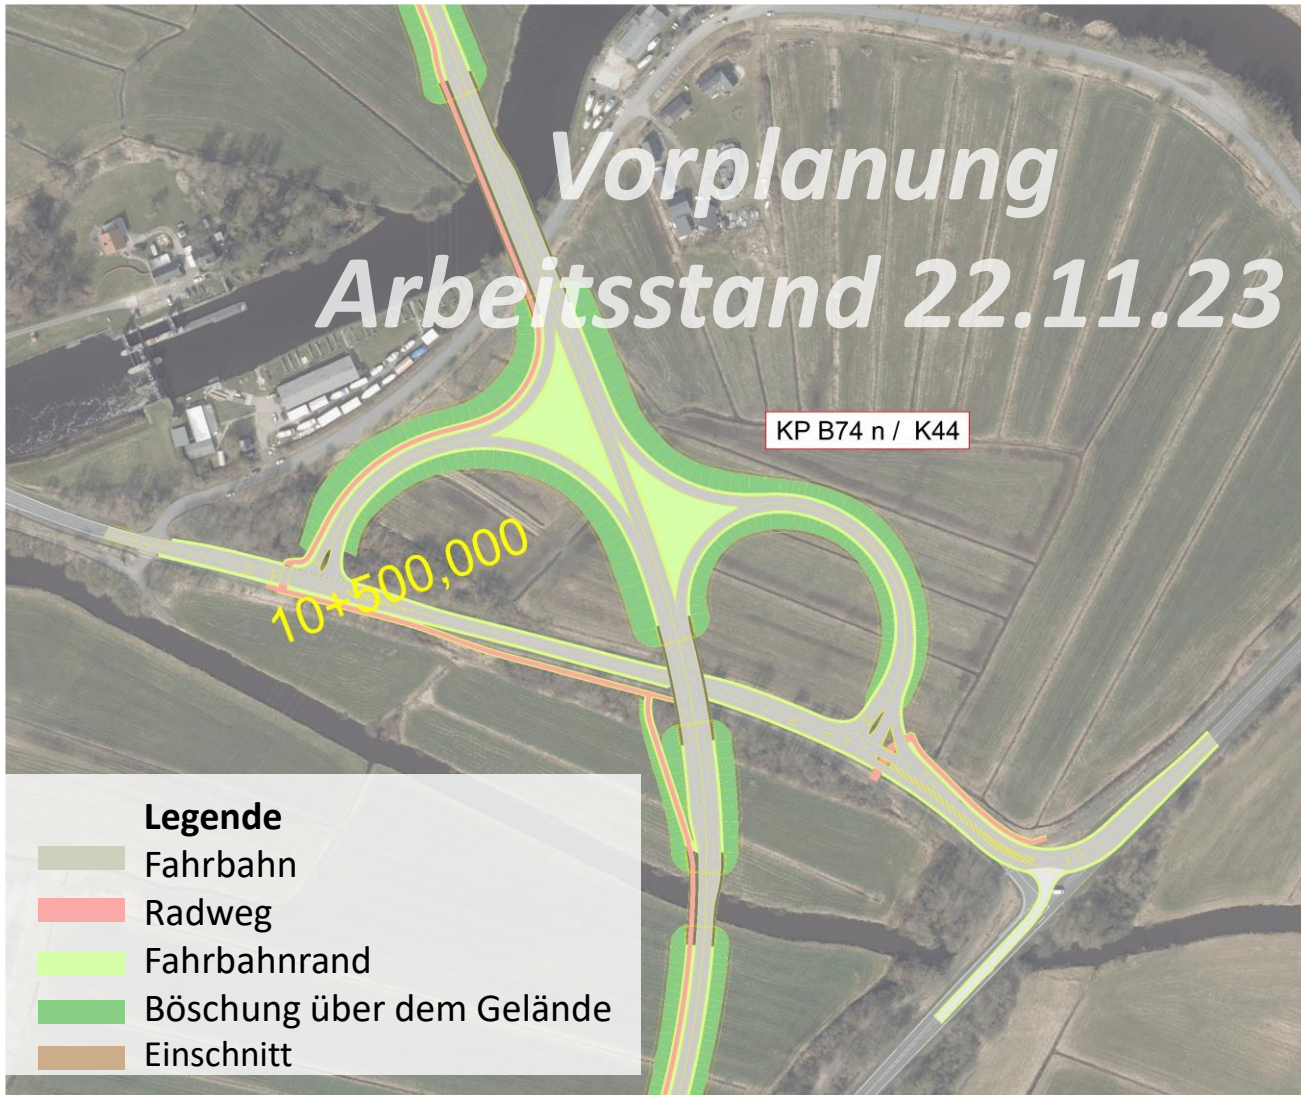 Vorplanung
Arbeitsstand 22.11.23
KP B74 n / K44
10+500,000
Legende
Fahrbahn
Radweg
Fahrbahnrand
Böschung über dem Gelände
Einschnitt